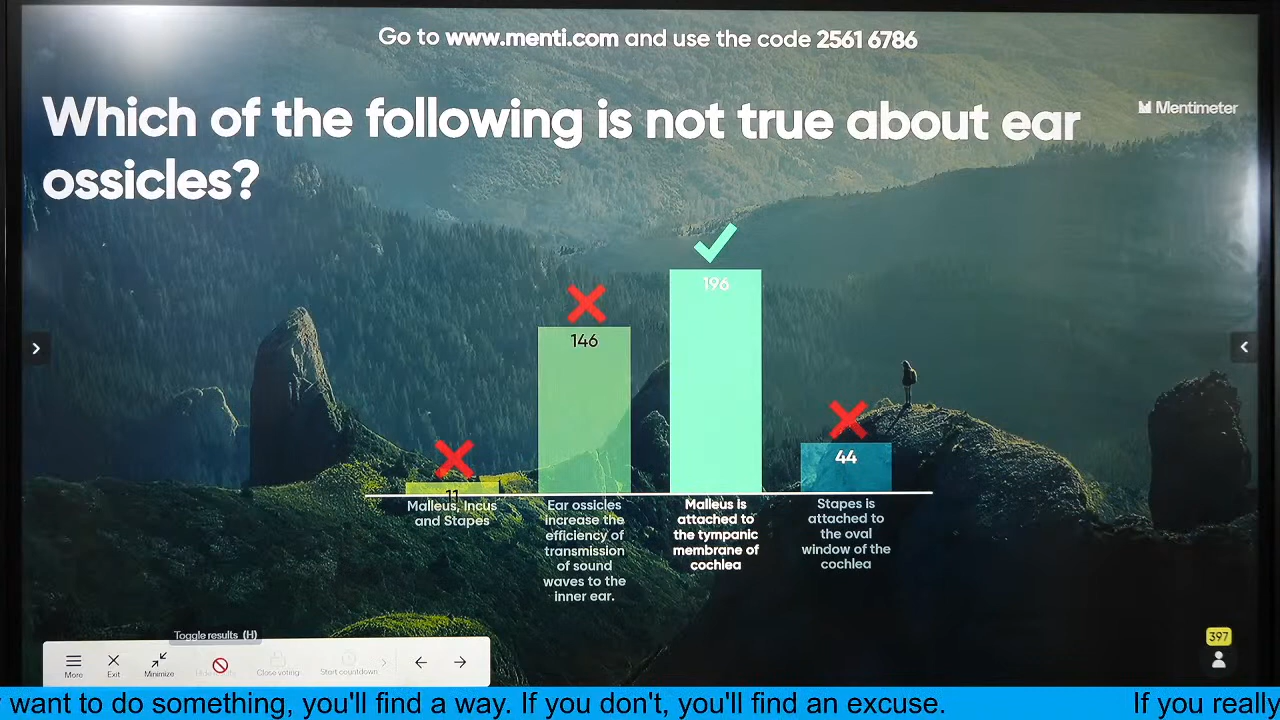 Go to www.menti.com and use the code 2561 6786
Mentimeter
Which of the following is not true about ear
ossicles?
196
146
44
11
Malleus, Incus
and Stapes
Ear ossicles
increase the
efficiency of
transmission
of sound
waves to the
inner ear.
Malleus is
attached to
the tympanic
membrane of
cochlea
Stapes is
attached to
the oval
window of the
cochlea
397
Toggle results (H)
More
Exit
Minimize
Close voting
Start countdown
want to do something, you'll find a way. If you don't, you'll find an excuse.
If you really